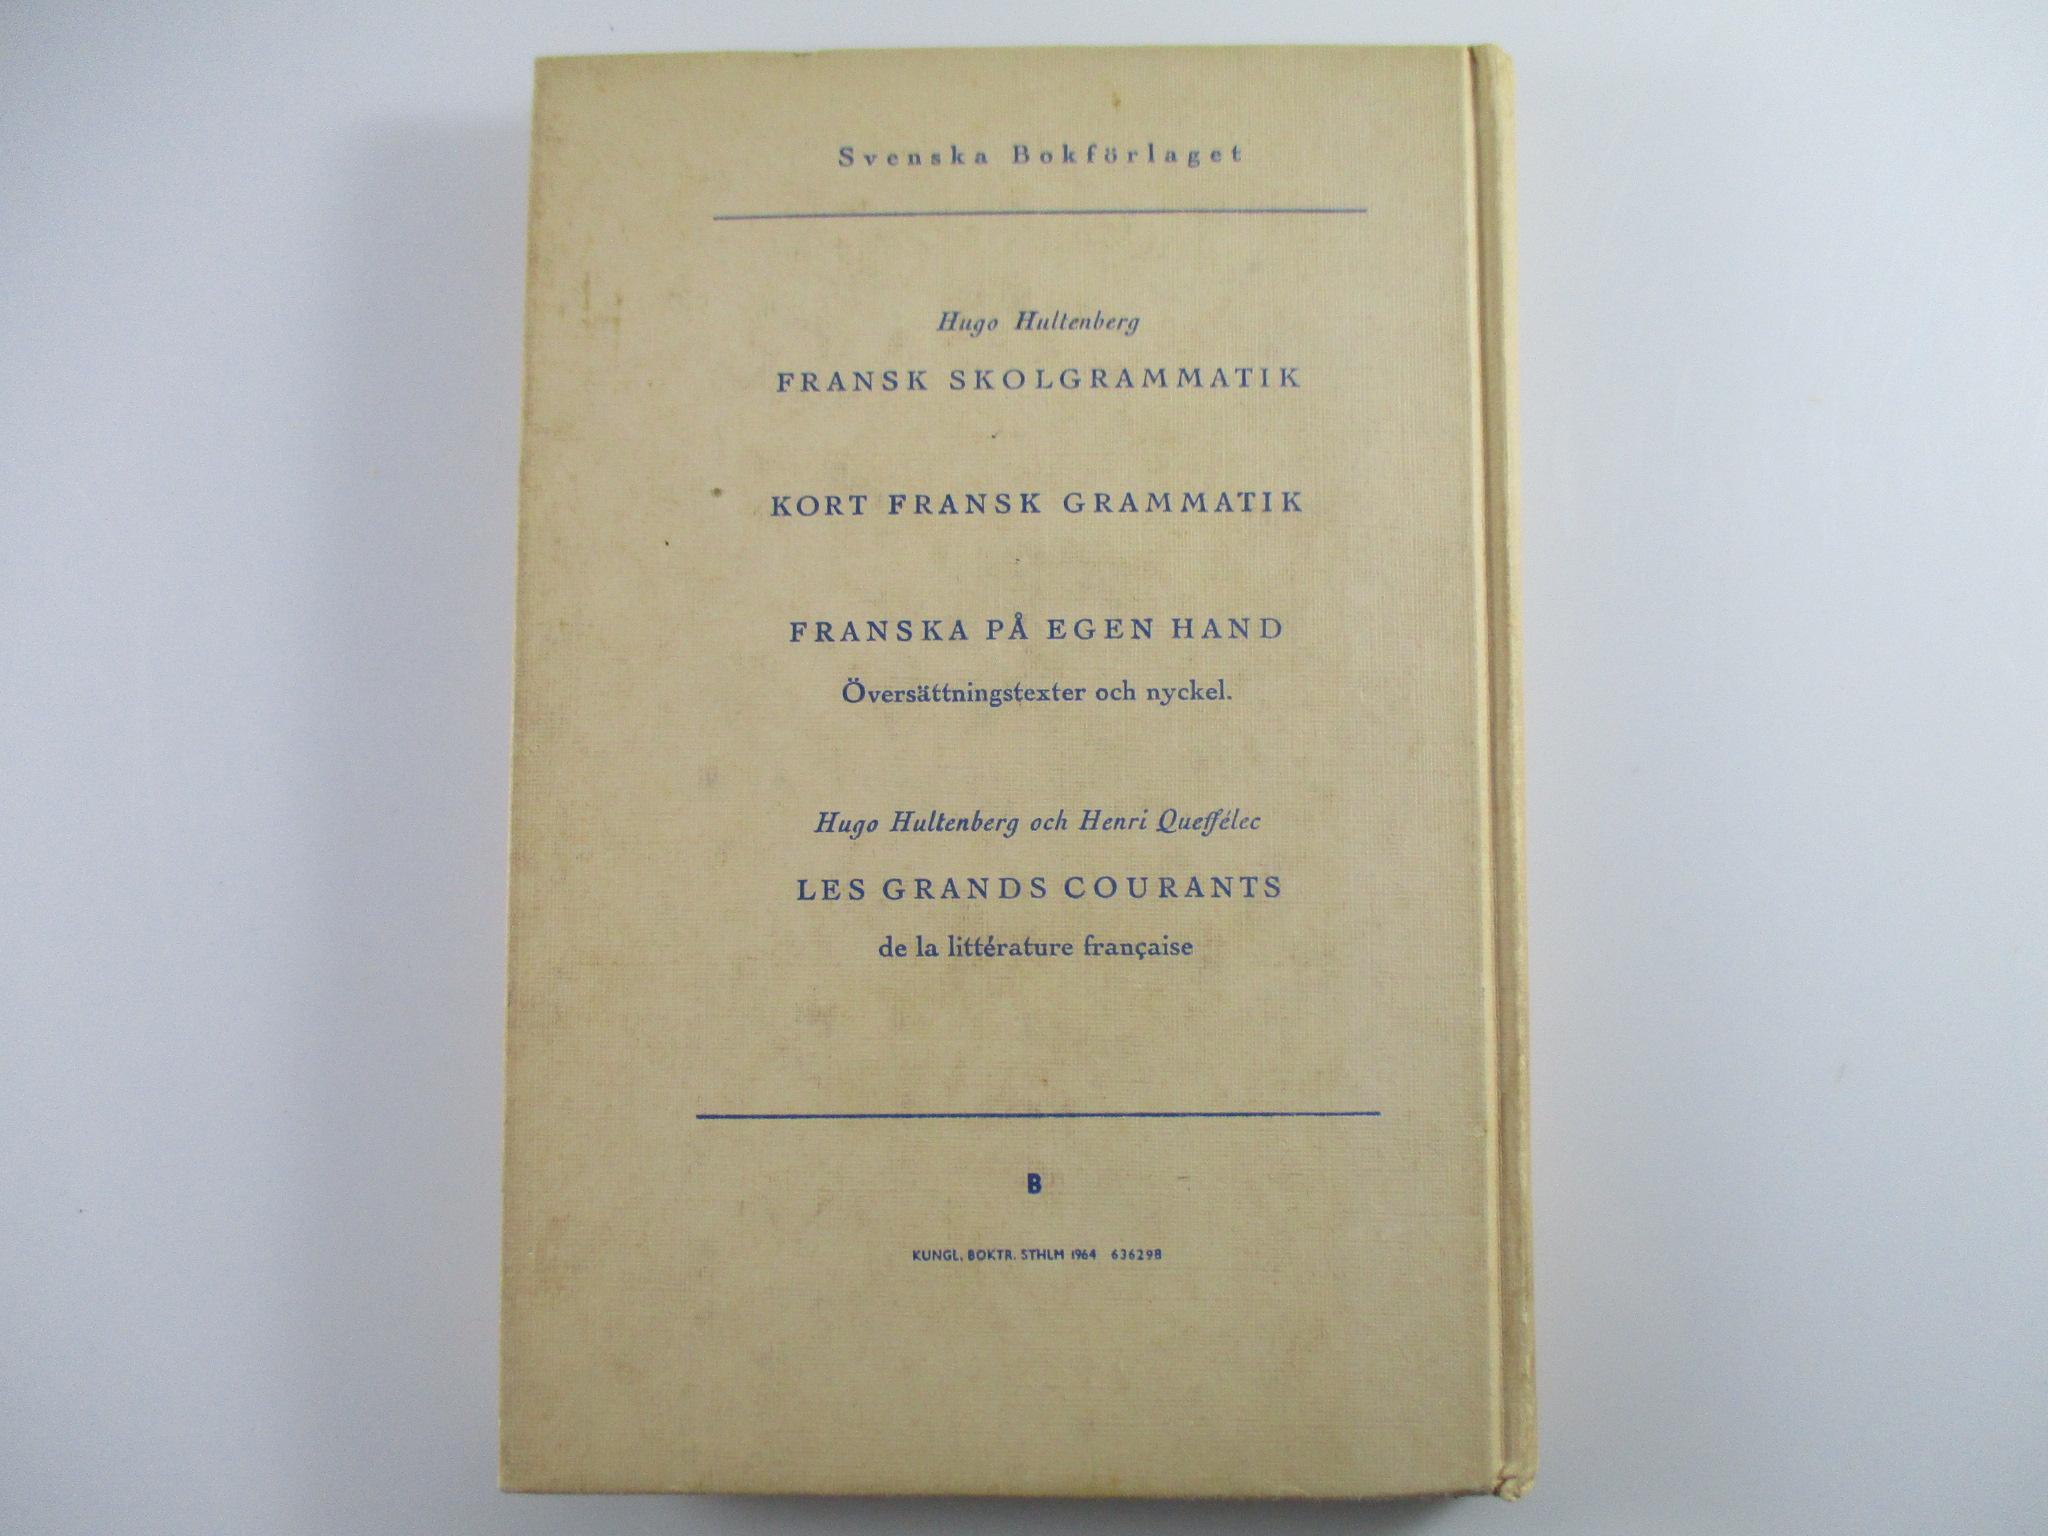 Svenska Bokförlaget
Hugo Hultenberg
FRANSK SKOLGRAMMATIK
KORT FRANSK GRAMMATIK
FRANSKA PÅ EGEN HAND
Översättningstexter och nyckel.
Hugo Hultenberg och Henri Queffélec
LES GRANDS COURANTS
de la littérature française
B
KUNGL. BOKTR. STHLM 1964 636298